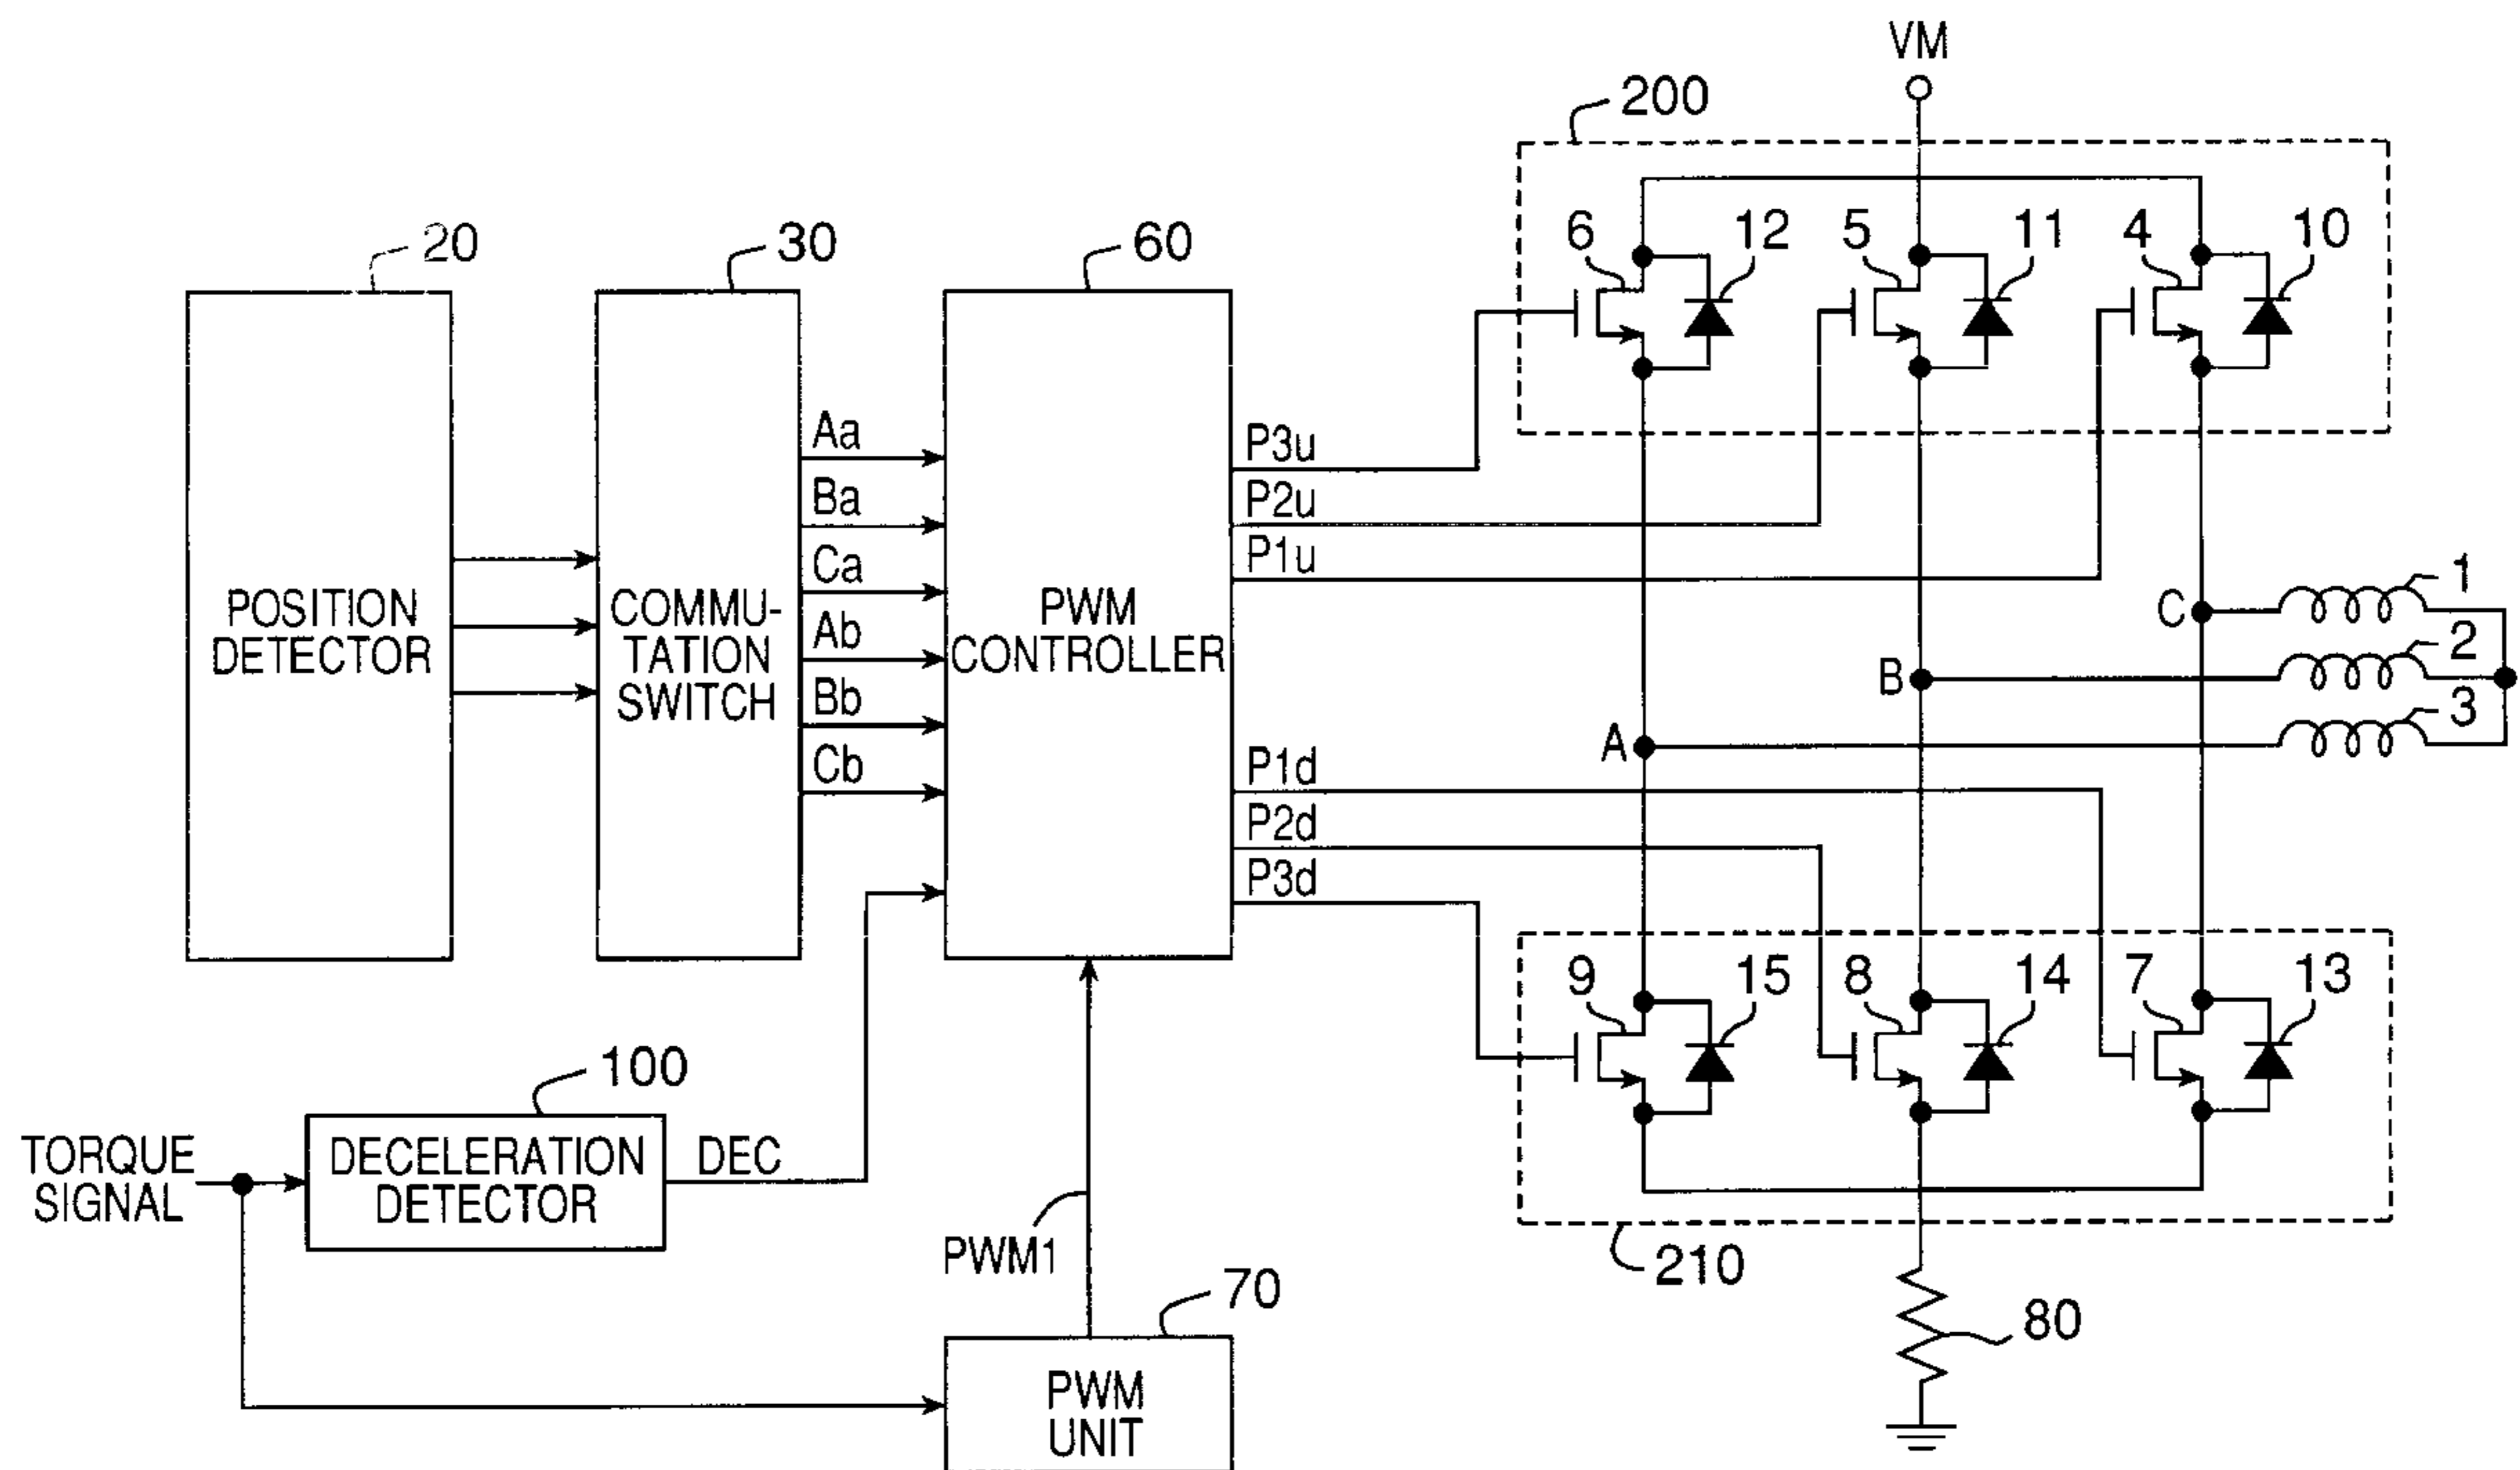 VM
200
20
30
60
6
12
5
11
4
10
POSITION
DETECTOR
COMMU-
TATION
SWITCH
Aa
Ba
Ca
Ab
Bb
Cb
PWM
CONTROLLER
P3u
P2u
P1u
P1d
P2d
P3d
C
B
A
1
2
3
9
15
8
14
7
13
210
80
TORQUE
SIGNAL
100
DECELERATION
DETECTOR
DEC
PWM1
70
PWM
UNIT